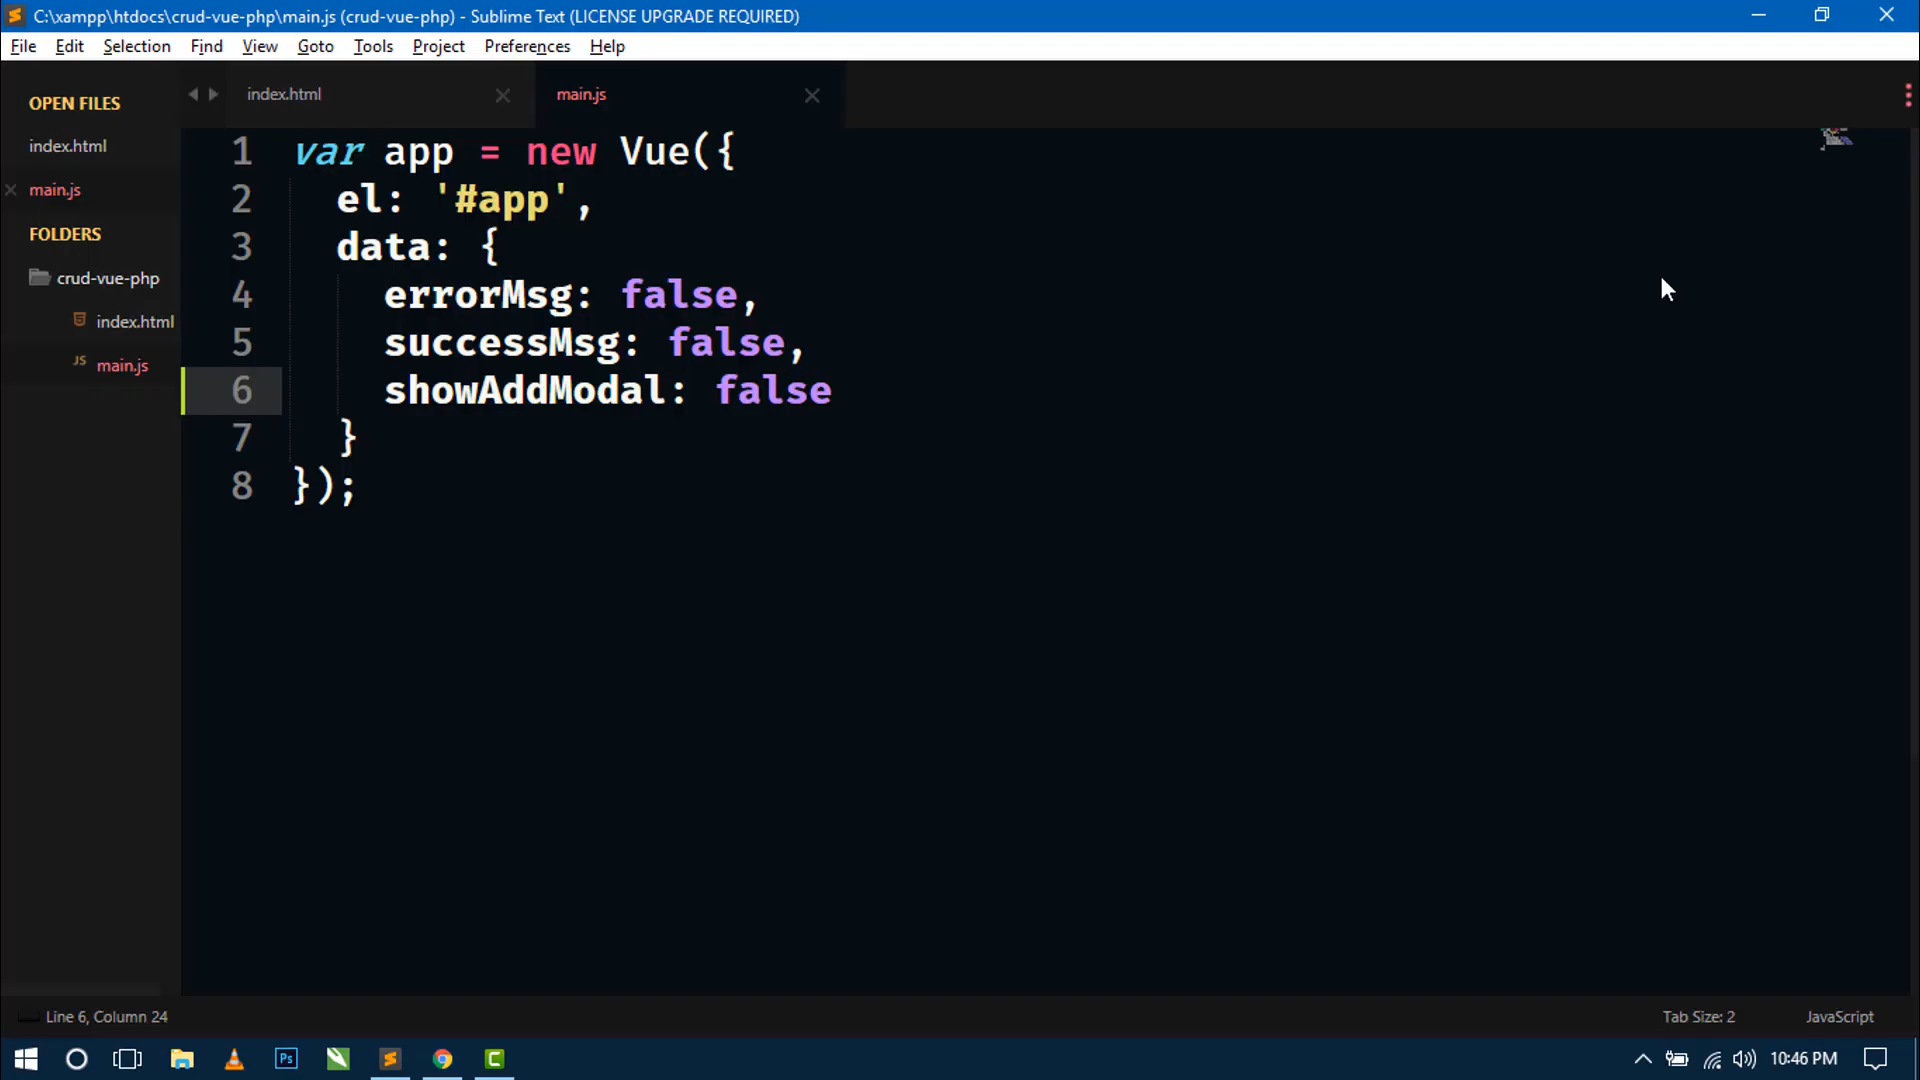 C:\xampp\htdocs\crud-vue-php\main.js (crud-vue-php) - Sublime Text (LICENSE UPGRADE REQUIRED)
File Edit Selection Find View Goto Tools Project Preferences Help
OPEN FILES
index.html
main.js
FOLDERS
crud-vue-php
index.html
JS main.js
index.html
main.js
1 var app = new Vue({
2 el: '#app',
3 data: {
4 errorMsg: false,
5 successMsg: false,
6 showAddModal: false
7 }
8 });
Line 6, Column 24
Tab Size: 2
JavaScript
Ps
S
C
10:46 PM